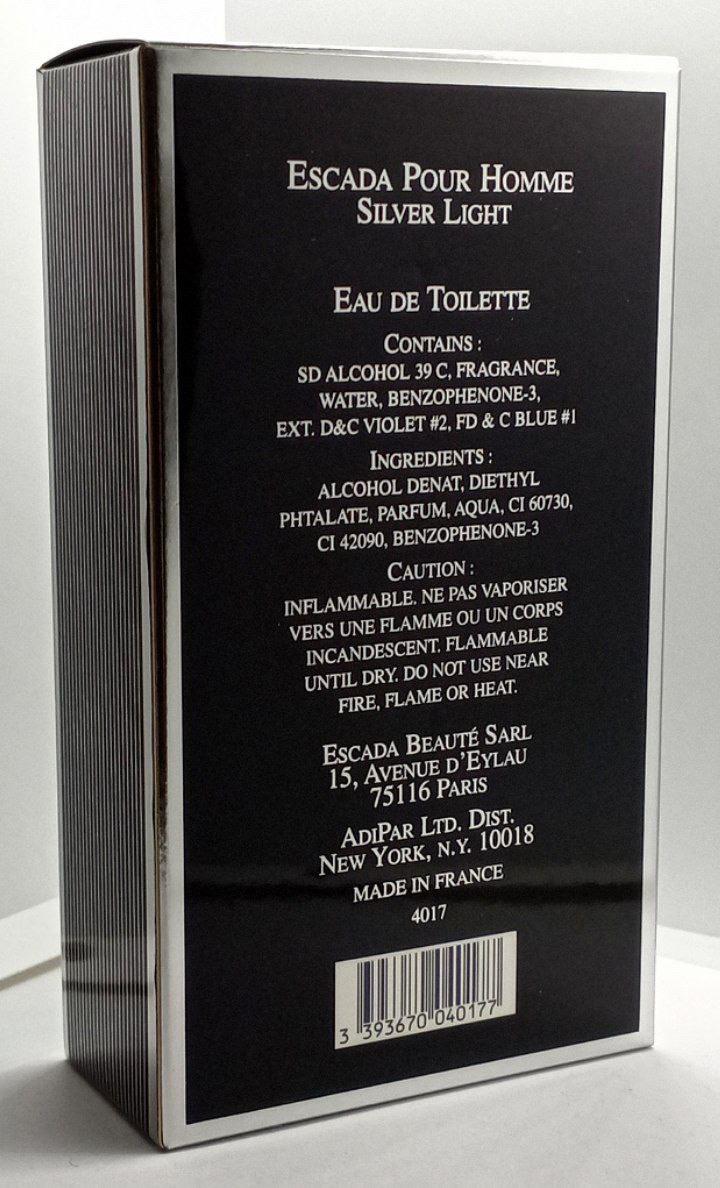 ESCADA POUR HOMME
SILVER LIGHT
EAU DE TOILETTE
CONTAINS :
SD ALCOHOL 39 C, FRAGRANCE,
WATER, BENZOPHENONE-3,
EXT. D&C VIOLET #2, FD & C BLUE #1
INGREDIENTS :
ALCOHOL DENAT, DIETHYL
PHTALATE, PARFUM, AQUA, CI 60730,
CI 42090, BENZOPHENONE-3
CAUTION :
INFLAMMABLE. NE PAS VAPORISER
VERS UNE FLAMME OU UN CORPS
INCANDESCENT. FLAMMABLE
UNTIL DRY. DO NOT USE NEAR
FIRE, FLAME OR HEAT.
ESCADA BEAUTÉ SARL
15, AVENUE D'EYLAU
75116 PARIS
ADIPAR LTD. DIST.
NEW YORK, N.Y. 10018
MADE IN FRANCE
4017
3 393670 040177